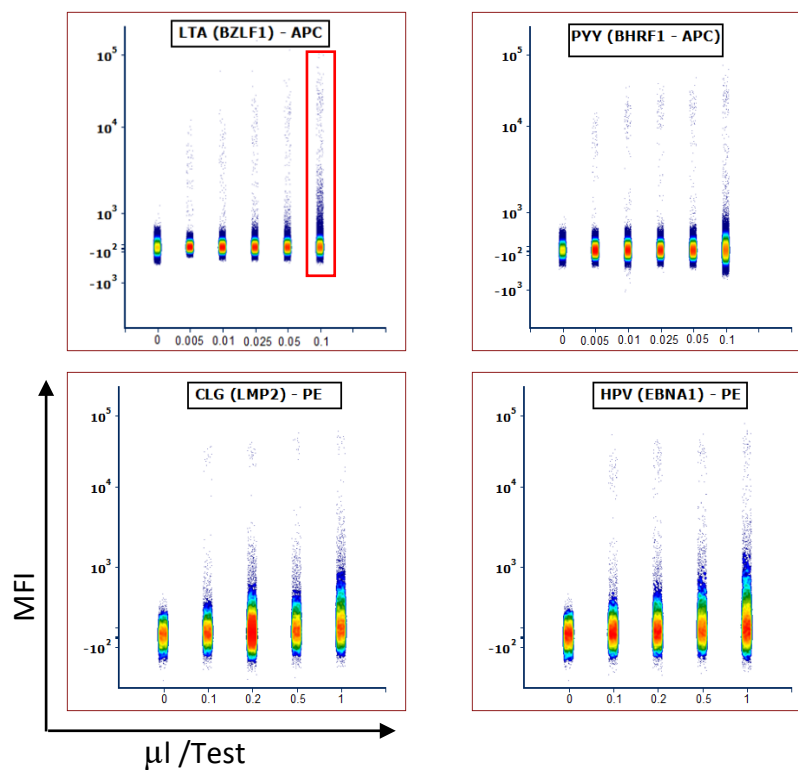 LTA (BZLF1) - APC
10⁵
10⁴
10³
-10²
-10³
0 0.005 0.01 0.025 0.05 0.1
PYY (BHRF1 - APC)
10⁵
10⁴
10³
-10²
-10³
0 0.005 0.01 0.025 0.05 0.1
CLG (LMP2) - PE
10⁵
10⁴
10³
-10²
0 0.1 0.2 0.5 1
HPV (EBNA1) - PE
10⁵
10⁴
10³
-10²
0 0.1 0.2 0.5 1
MFI
µl /Test